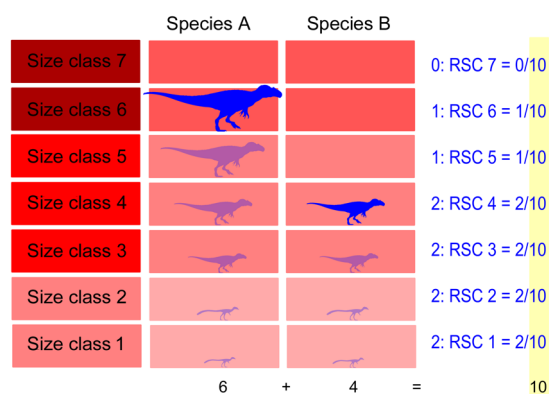 Species A Species B
Size class 7 0: RSC 7 = 0/10
Size class 6 1: RSC 6 = 1/10
Size class 5 1: RSC 5 = 1/10
Size class 4 2: RSC 4 = 2/10
Size class 3 2: RSC 3 = 2/10
Size class 2 2: RSC 2 = 2/10
Size class 1 2: RSC 1 = 2/10
6 + 4 = 10